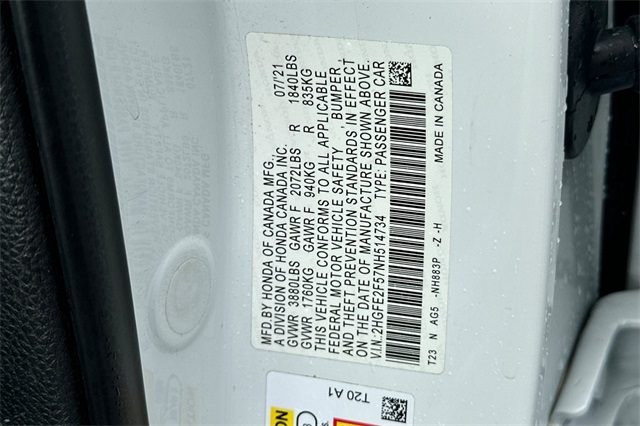 MFD.BY HONDA OF CANADA MFG. 07/21
A DIVISION OF HONDA CANADA INC.
GVWR 3880LBS GAWR F 2072LBS R 1840LBS
GVWR 1760KG GAWR F 940KG R 835KG
THIS VEHICLE CONFORMS TO ALL APPLICABLE
FEDERAL MOTOR VEHICLE SAFETY , BUMPER ,
AND THEFT PREVENTION STANDARDS IN EFFECT
ON THE DATE OF MANUFACTURE SHOWN ABOVE.
V.I.N:2HGFE2F57NH514734 TYPE: PASSENGER CAR
T23 N AG5 -NH883P -Z -H
MADE IN CANADA
T20 A1